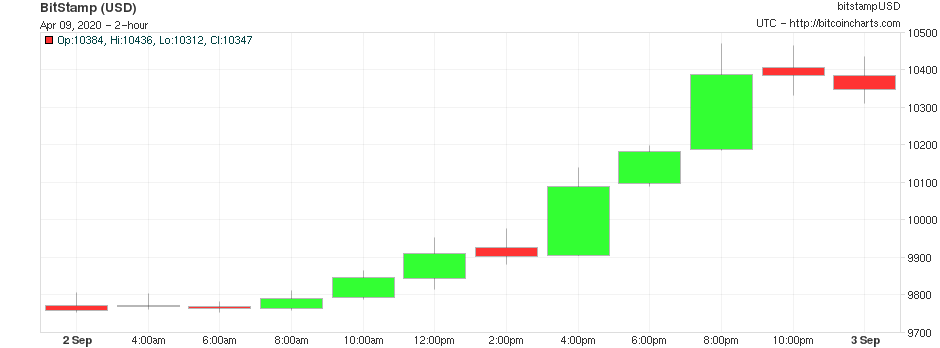 BitStamp (USD)
bitstampUSD
Apr 09, 2020 - 2-hour
UTC - http://bitcoincharts.com
Op:10384, Hi:10436, Lo:10312, Cl:10347
10500
10400
10300
10200
10100
10000
9900
9800
9700
2 Sep 4:00am 6:00am 8:00am 10:00am 12:00pm 2:00pm 4:00pm 6:00pm 8:00pm 10:00pm 3 Sep